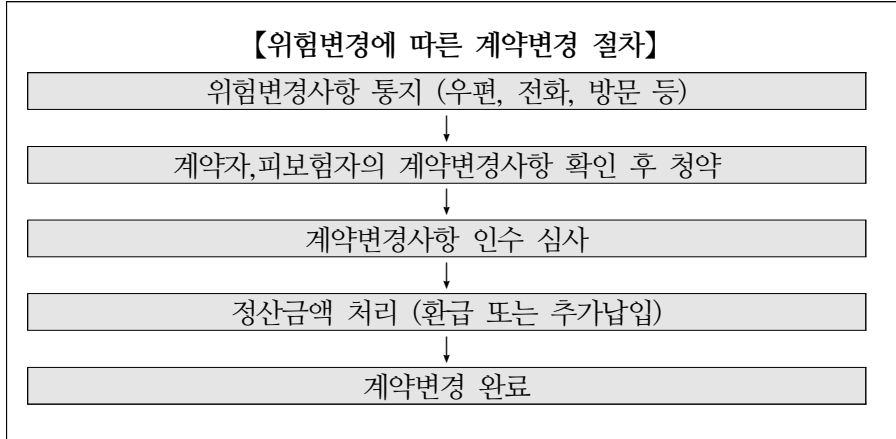 【위험변경에 따른 계약변경 절차】
위험변경사항 통지 (우편, 전화, 방문 등)
계약자,피보험자의 계약변경사항 확인 후 청약
계약변경사항 인수 심사
정산금액 처리 (환급 또는 추가납입)
계약변경 완료